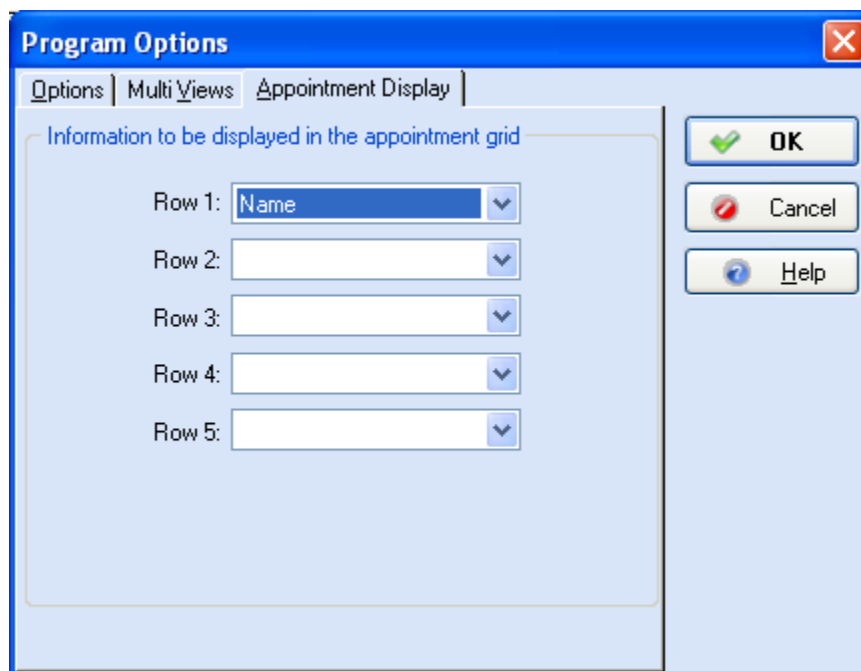 Program Options
Options Multi Views Appointment Display
Information to be displayed in the appointment grid
Row 1: Name
Row 2:
Row 3:
Row 4:
Row 5:
OK
Cancel
Help